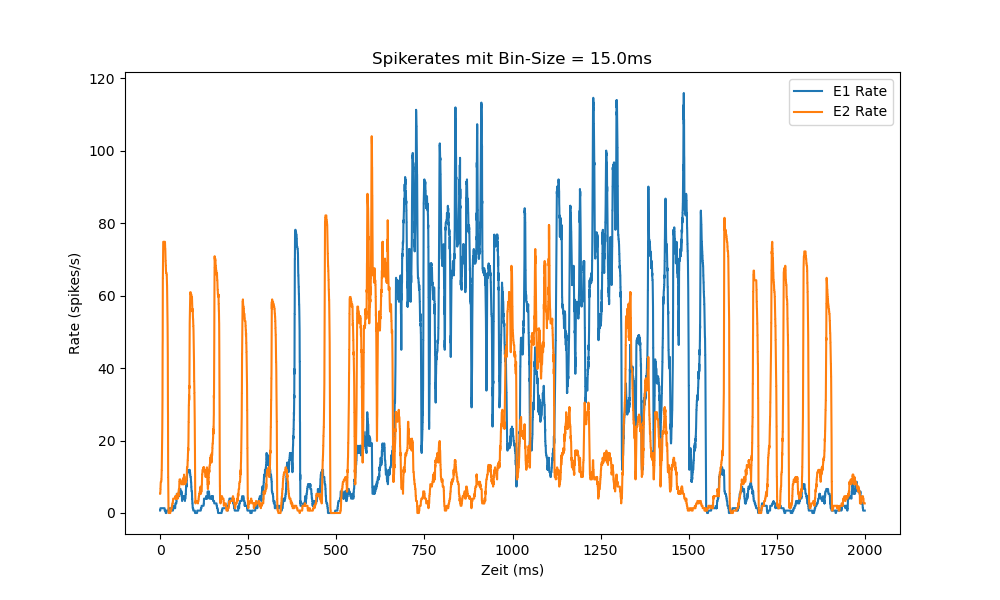 Spikerates mit Bin-Size = 15.0ms
E1 Rate
E2 Rate
120
100
80
60
40
20
0
Rate (spikes/s)
0 250 500 750 1000 1250 1500 1750 2000
Zeit (ms)